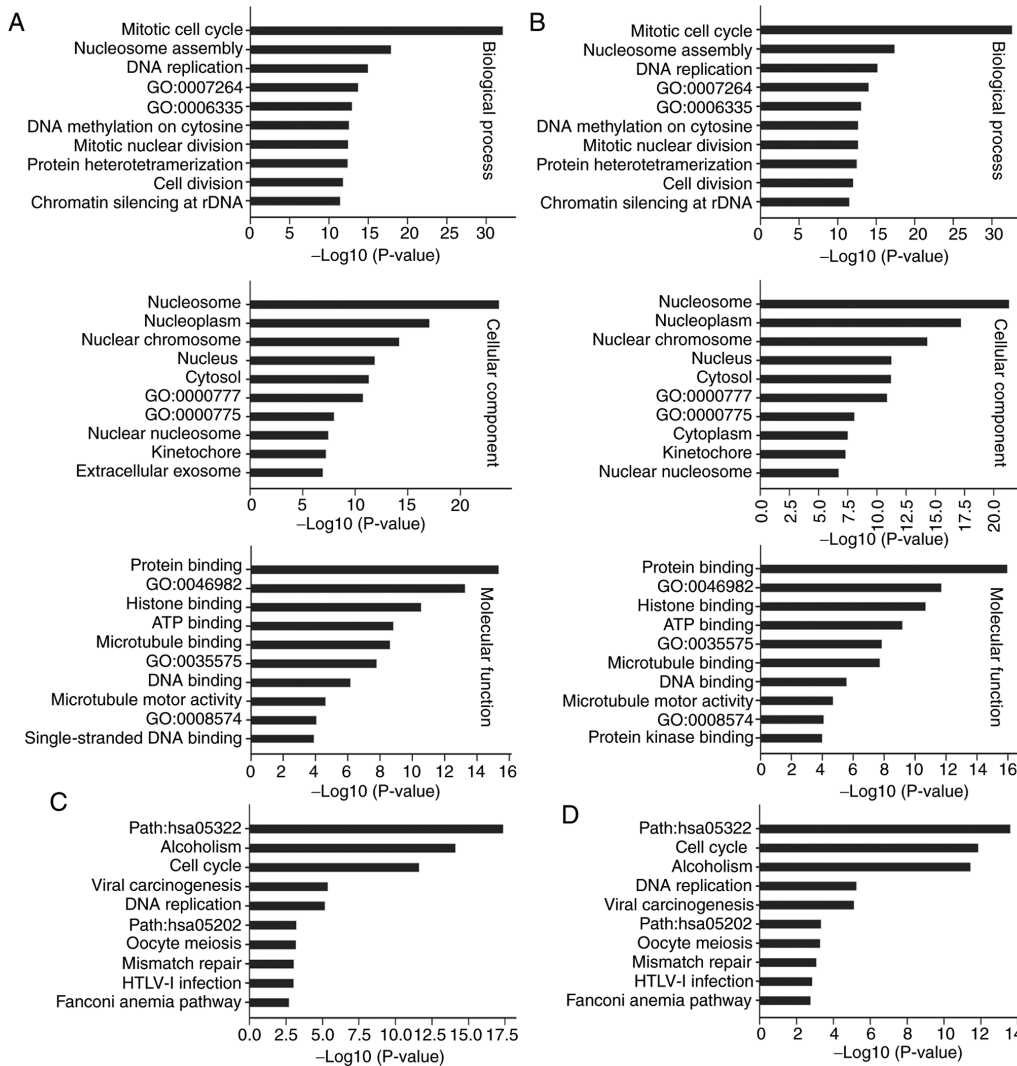 A
Mitotic cell cycle
Nucleosome assembly
DNA replication
GO:0007264
GO:0006335
DNA methylation on cytosine
Mitotic nuclear division
Protein heterotetramerization
Cell division
Chromatin silencing at rDNA
Biological process
0 5 10 15 20 25 30
–Log10 (P-value)
Nucleosome
Nucleoplasm
Nuclear chromosome
Nucleus
Cytosol
GO:0000777
GO:0000775
Nuclear nucleosome
Kinetochore
Extracellular exosome
Cellular component
0 5 10 15 20
–Log10 (P-value)
Protein binding
GO:0046982
Histone binding
ATP binding
Microtubule binding
GO:0035575
DNA binding
Microtubule motor activity
GO:0008574
Single-stranded DNA binding
Molecular function
0 2 4 6 8 10 12 14 16
–Log10 (P-value)
B
Mitotic cell cycle
Nucleosome assembly
DNA replication
GO:0007264
GO:0006335
DNA methylation on cytosine
Mitotic nuclear division
Protein heterotetramerization
Cell division
Chromatin silencing at rDNA
Biological process
0 5 10 15 20 25 30
–Log10 (P-value)
Nucleosome
Nucleoplasm
Nuclear chromosome
Nucleus
Cytosol
GO:0000777
GO:0000775
Cytoplasm
Kinetochore
Nuclear nucleosome
Cellular component
0.0 2.5 5.0 7.5 10.0 12.5 15.0 17.5 20.0
–Log10 (P-value)
Protein binding
GO:0046982
Histone binding
ATP binding
GO:0035575
Microtubule binding
DNA binding
Microtubule motor activity
GO:0008574
Protein kinase binding
Molecular function
0 2 4 6 8 10 12 14 16
–Log10 (P-value)
C
Path:hsa05322
Alcoholism
Cell cycle
Viral carcinogenesis
DNA replication
Path:hsa05202
Oocyte meiosis
Mismatch repair
HTLV-I infection
Fanconi anemia pathway
0.0 2.5 5.0 7.5 10.0 12.5 15.0 17.5
–Log10 (P-value)
D
Path:hsa05322
Cell cycle
Alcoholism
DNA replication
Viral carcinogenesis
Path:hsa05202
Oocyte meiosis
Mismatch repair
HTLV-I infection
Fanconi anemia pathway
0 2 4 6 8 10 12 14
–Log10 (P-value)